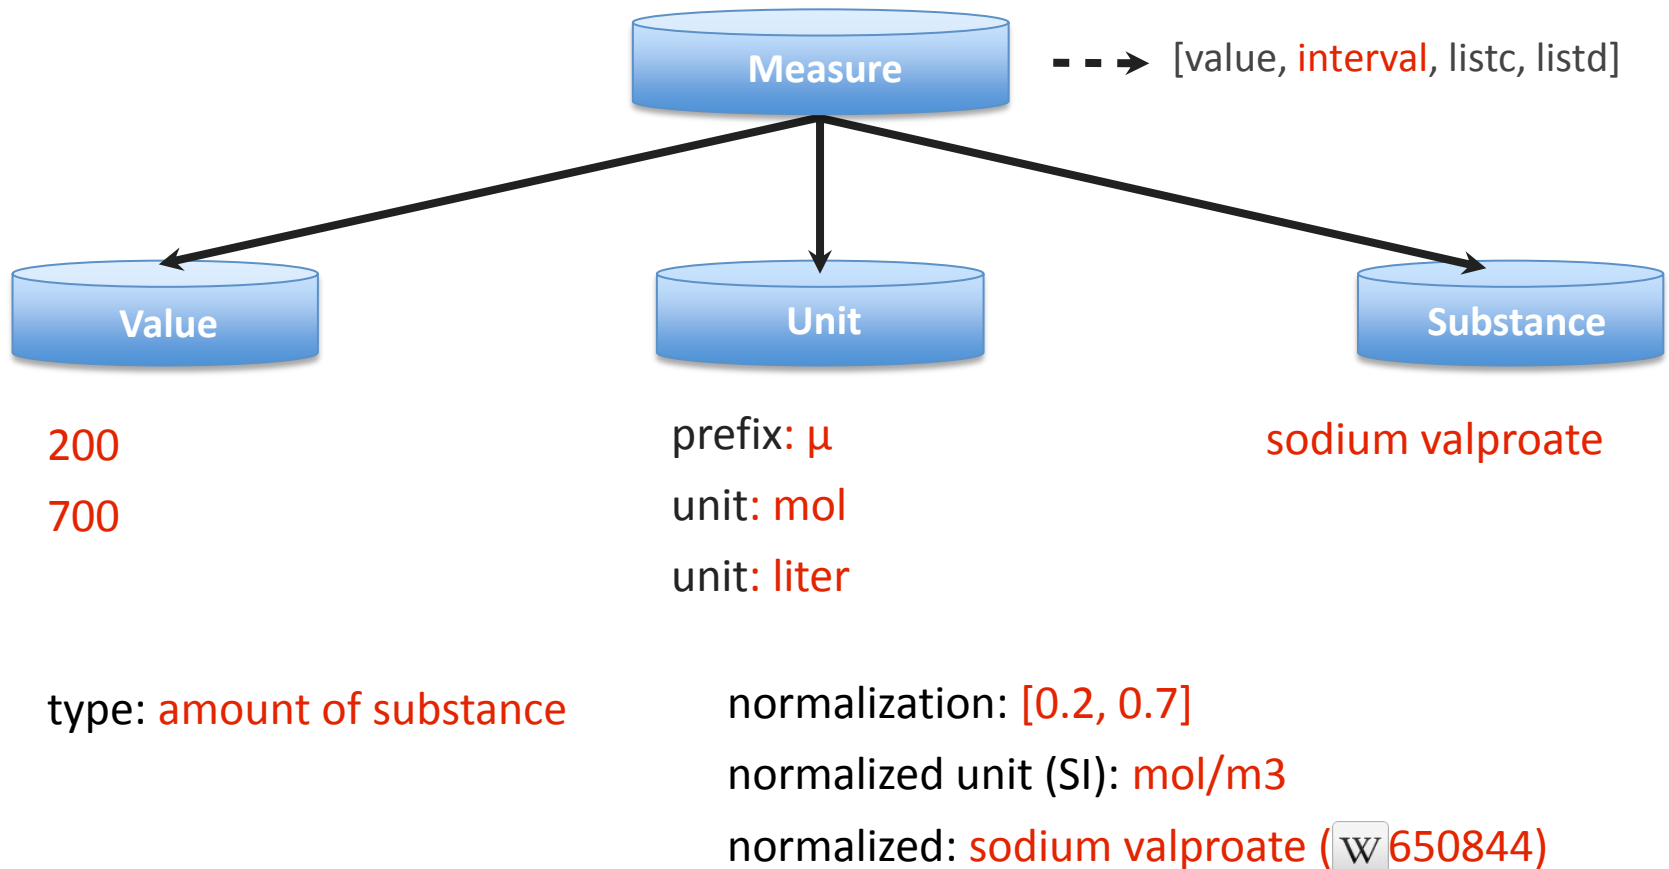 Measure
[value, interval, listc, listd]
Value
Unit
Substance
200
700
prefix: μ
unit: mol
unit: liter
sodium valproate
type: amount of substance
normalization: [0.2, 0.7]
normalized unit (SI): mol/m3
normalized: sodium valproate (W650844)